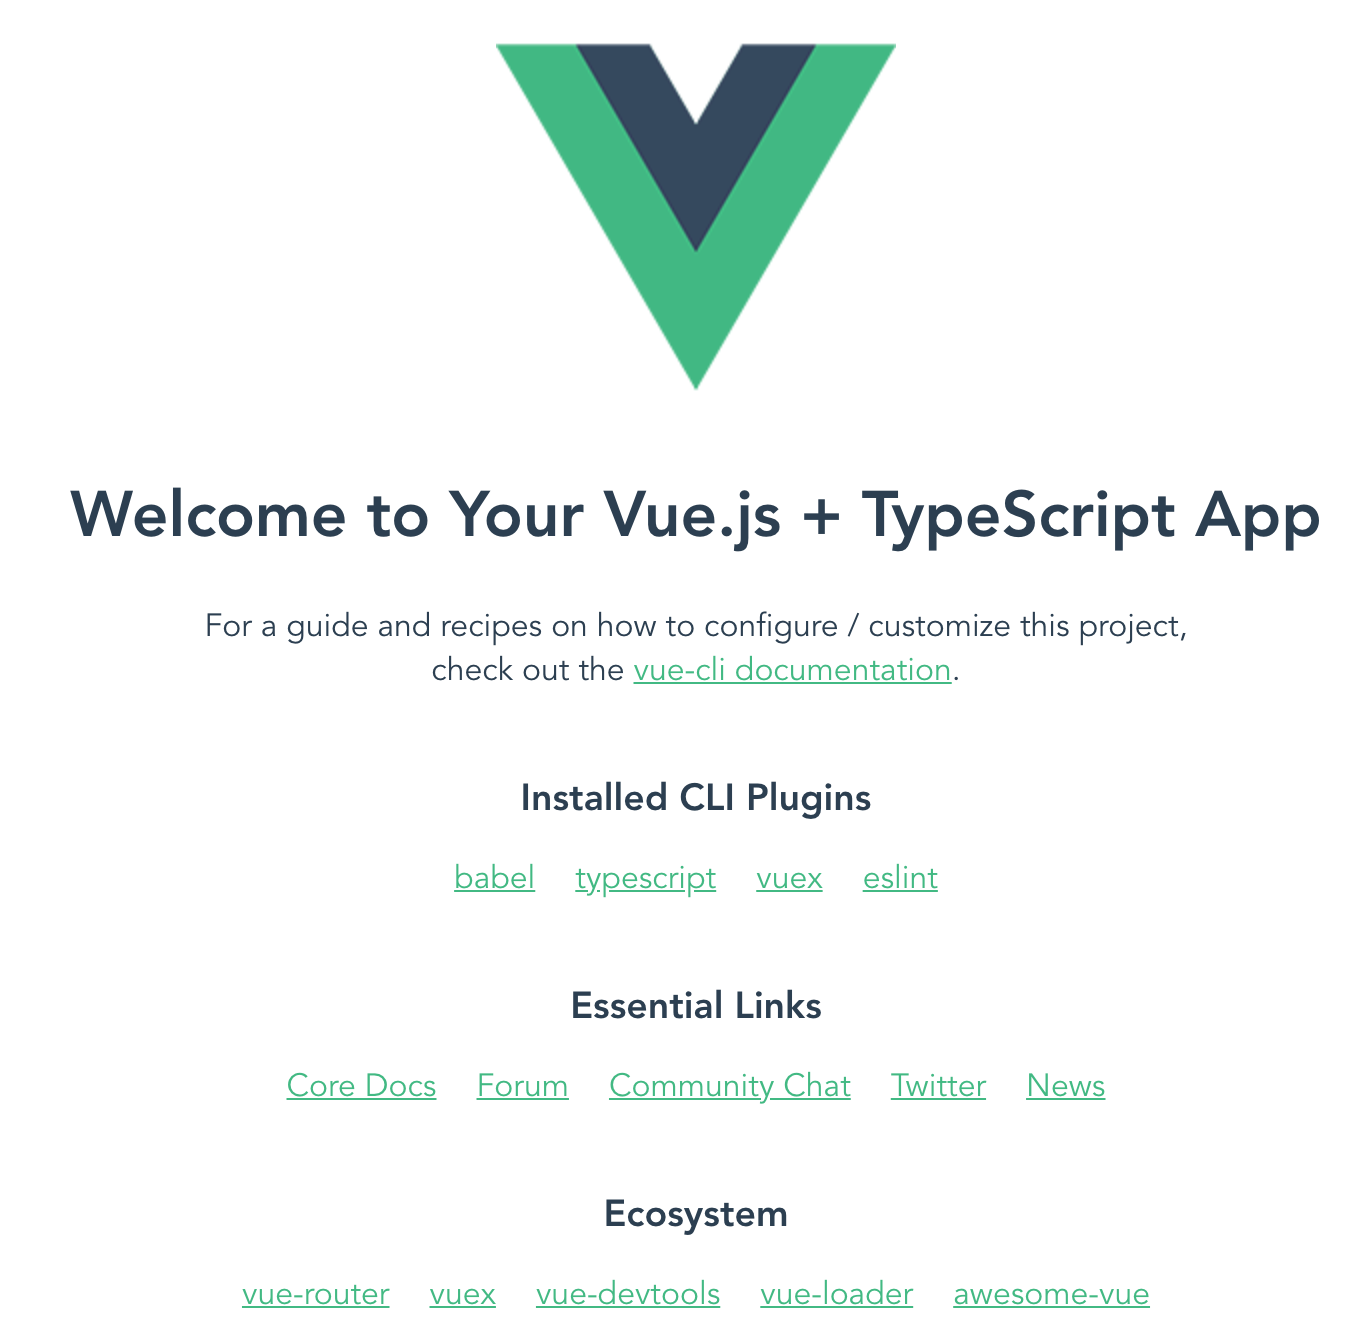 Welcome to Your Vue.js + TypeScript App
For a guide and recipes on how to configure / customize this project,
check out the vue-cli documentation.
Installed CLI Plugins
babel typescript vuex eslint
Essential Links
Core Docs Forum Community Chat Twitter News
Ecosystem
vue-router vuex vue-devtools vue-loader awesome-vue